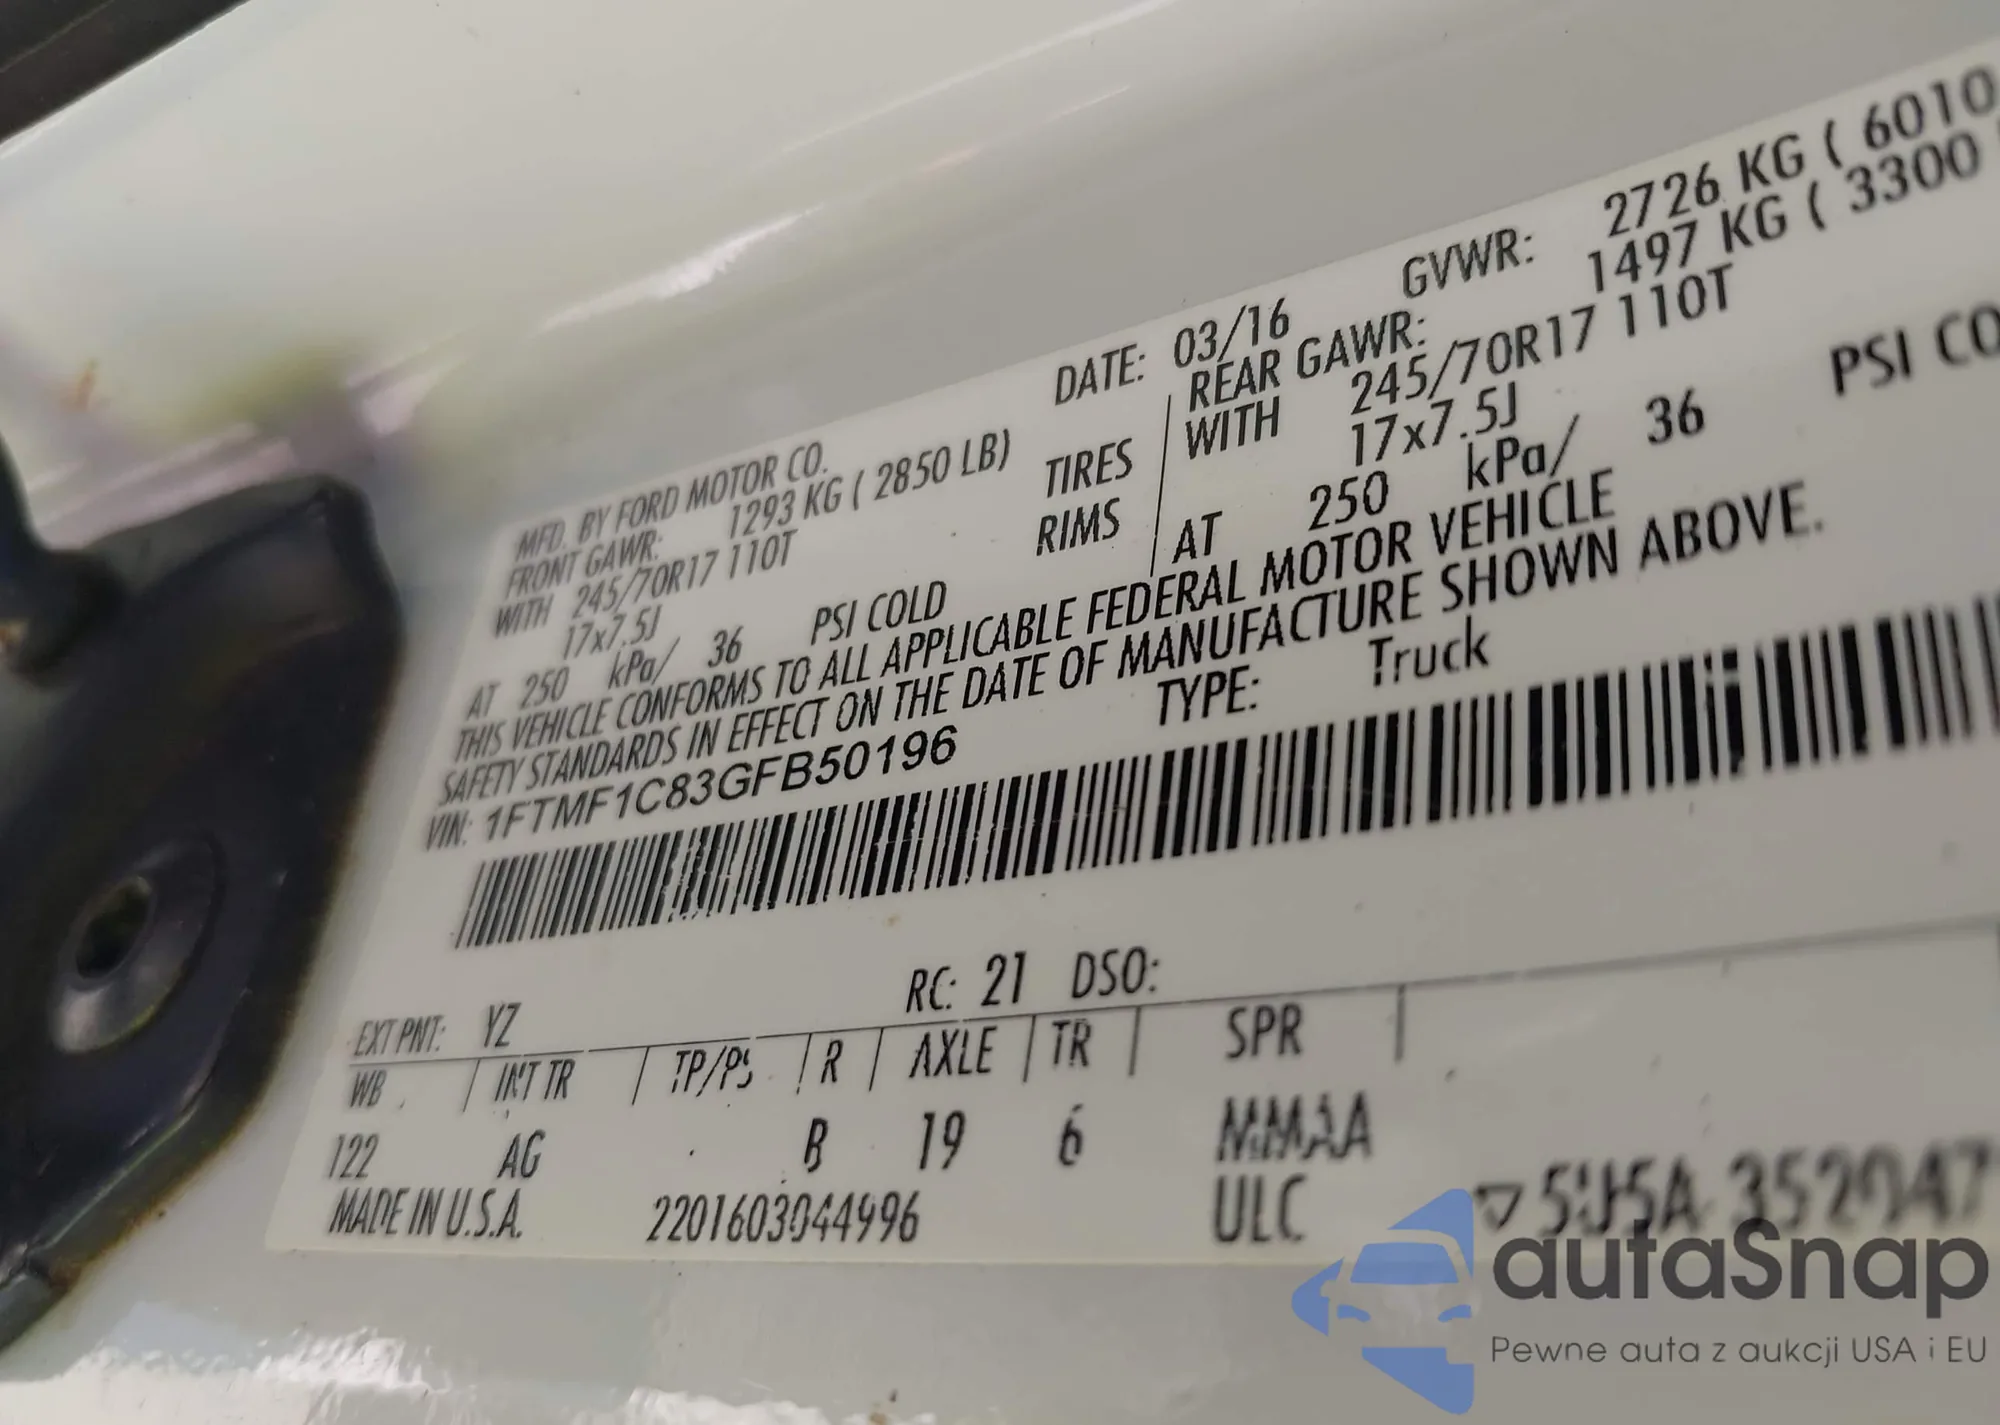 MFD. BY FORD MOTOR CO. DATE: 03/16 GVWR: 2726 KG ( 6010
FRONT GAWR: 1293 KG ( 2850 LB) REAR GAWR: 1497 KG ( 3300
WITH 245/70R17 110T TIRES WITH 245/70R17 110T
17x7.5J RIMS 17x7.5J
AT 250 kPa/ 36 PSI COLD AT 250 kPa/ 36 PSI CO
THIS VEHICLE CONFORMS TO ALL APPLICABLE FEDERAL MOTOR VEHICLE
SAFETY STANDARDS IN EFFECT ON THE DATE OF MANUFACTURE SHOWN ABOVE.
VIN: 1FTMF1C83GFB50196 TYPE: Truck
EXT PNT: YZ RC: 21 DSO:
WB INT TR TP/PS R AXLE TR SPR
122 AG B 19 6 MMAA
MADE IN U.S.A. 2201603044996 ULC
autaSnap
Pewne auta z aukcji USA i EU